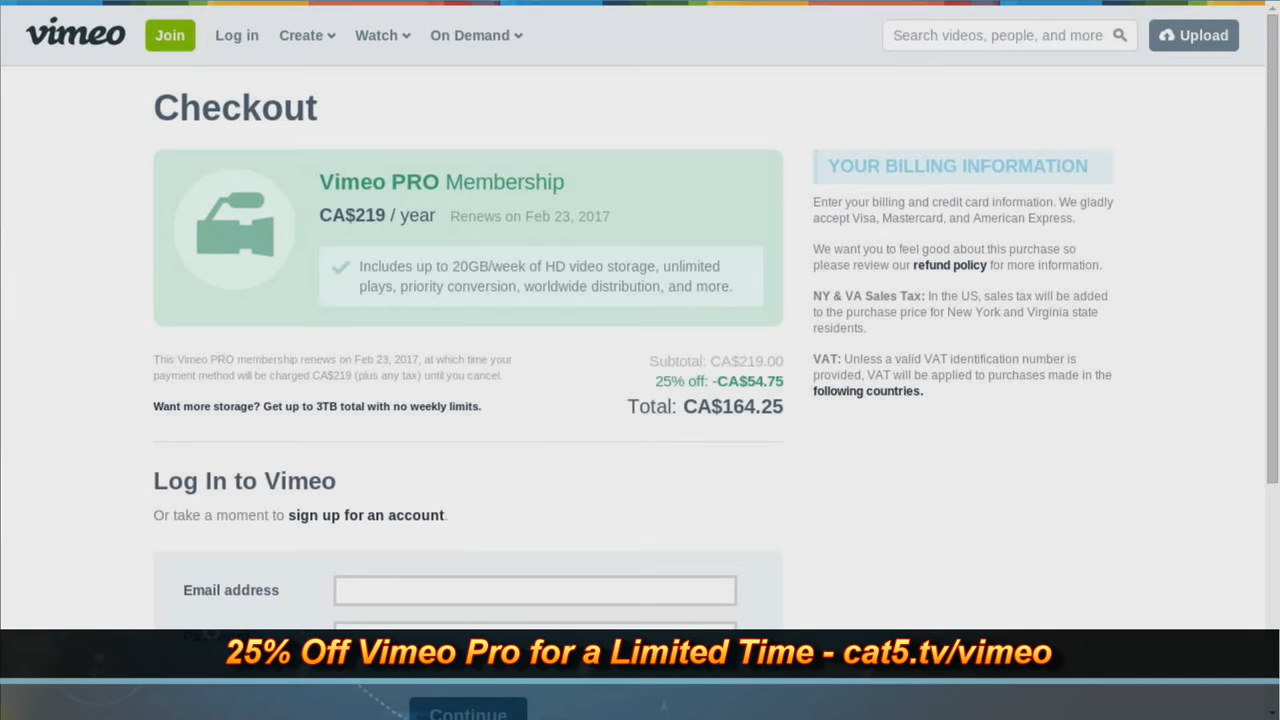 vimeo
Join
Log in
Create
Watch
On Demand
Search videos, people, and more
Upload
Checkout
Vimeo PRO Membership
CA$219 / year Renews on Feb 23, 2017
Includes up to 20GB/week of HD video storage, unlimited
plays, priority conversion, worldwide distribution, and more.
This Vimeo PRO membership renews on Feb 23, 2017, at which time your
payment method will be charged CA$219 (plus any tax) until you cancel.
Want more storage? Get up to 3TB total with no weekly limits.
Subtotal: CA$219.00
25% off: -CA$54.75
Total: CA$164.25
YOUR BILLING INFORMATION
Enter your billing and credit card information. We gladly
accept Visa, Mastercard, and American Express.
We want you to feel good about this purchase so
please review our refund policy for more information.
NY & VA Sales Tax: In the US, sales tax will be added
to the purchase price for New York and Virginia state
residents.
VAT: Unless a valid VAT identification number is
provided, VAT will be applied to purchases made in the
following countries.
Log In to Vimeo
Or take a moment to sign up for an account.
Email address
25% Off Vimeo Pro for a Limited Time - cat5.tv/vimeo
Continue